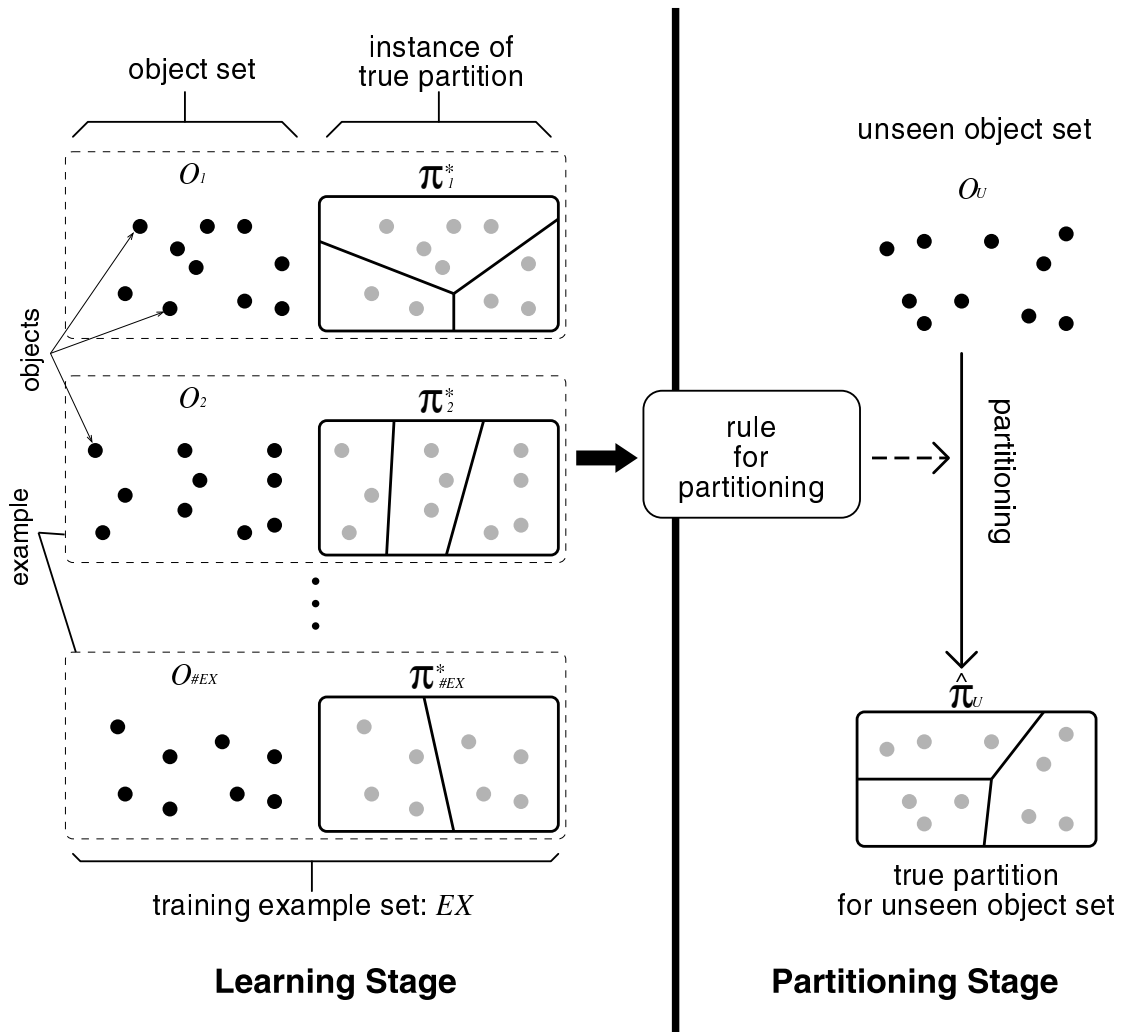 object set
instance of
true partition
O1
π*1
objects
O2
π*2
example
O#EX
π*#EX
training example set: EX
Learning Stage
rule
for
partitioning
unseen object set
OU
partitioning
π̂U
true partition
for unseen object set
Partitioning Stage